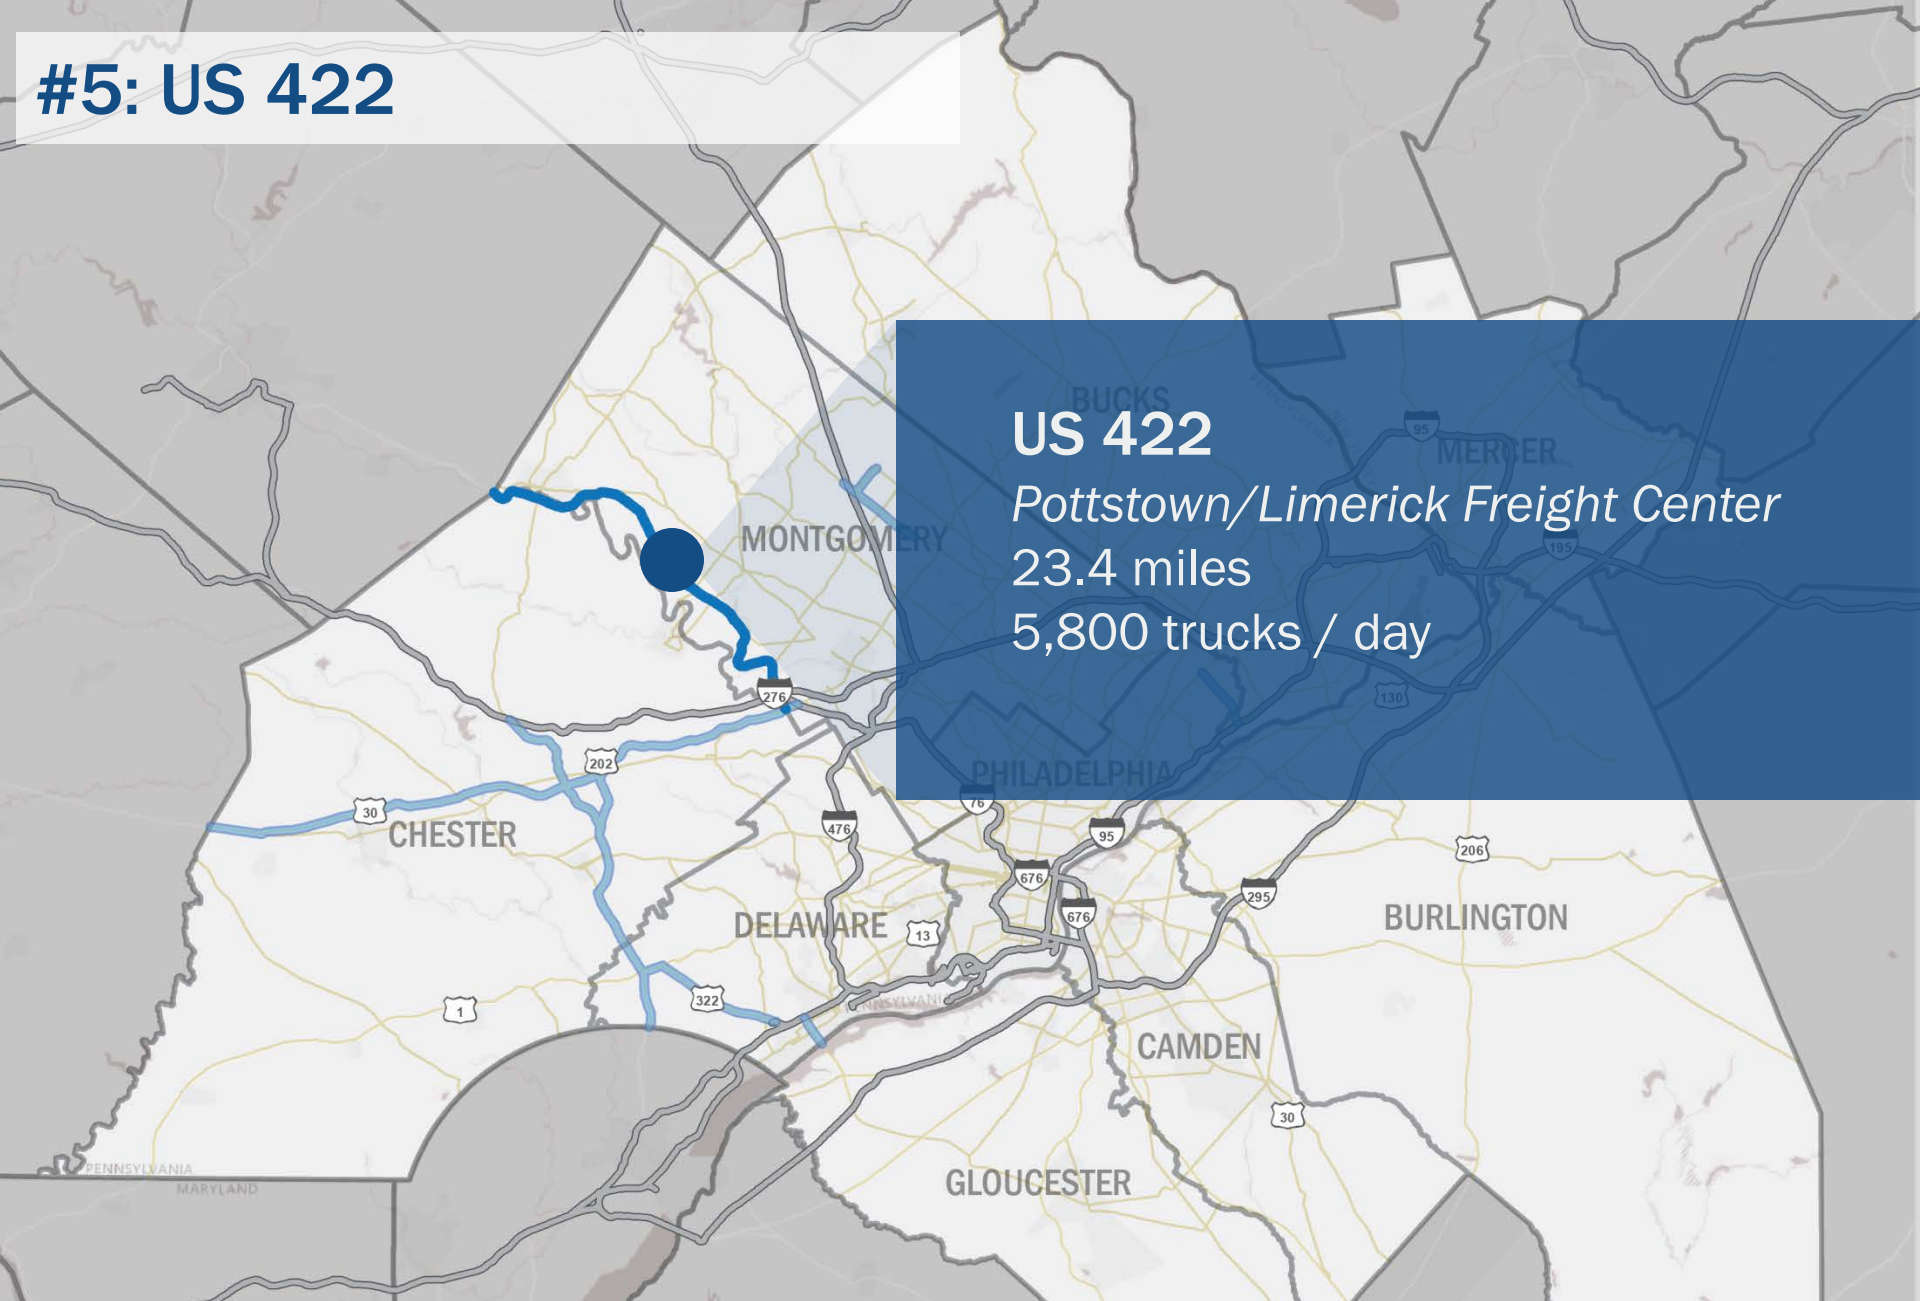 #5: US 422
BUCKS
US 422
95
MERCER
Pottstown/Limerick Freight Center
MONTGOMERY
195
23.4 miles
5,800 trucks / day
276
130
202
PHILADELPHIA
30
76
CHESTER
476
95
206
676
295
676
DELAWARE
13
BURLINGTON
322
PENNSYLVANIA
1
CAMDEN
30
PENNSYLVANIA
GLOUCESTER
MARYLAND